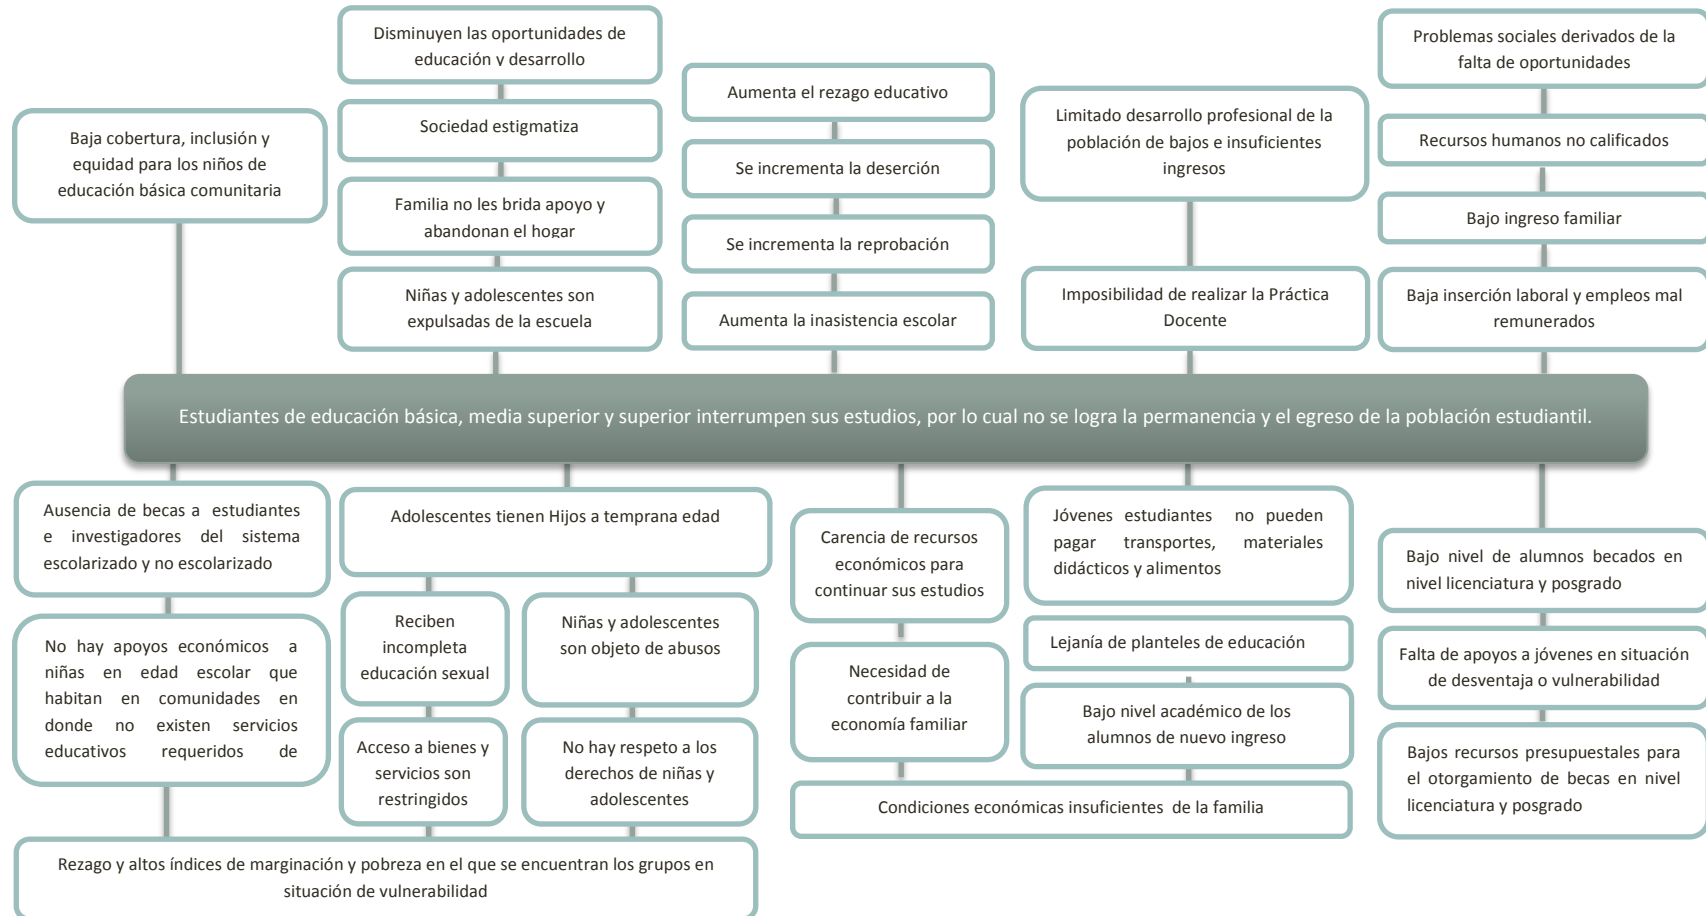 Disminuyen las oportunidades de
educación y desarrollo
Sociedad estigmatiza
Familia no les brida apoyo y
abandonan el hogar
Niñas y adolescentes son
expulsadas de la escuela
Baja cobertura, inclusión y
equidad para los niños de
educación básica comunitaria
Aumenta el rezago educativo
Se incrementa la deserción
Se incrementa la reprobación
Aumenta la inasistencia escolar
Limitado desarrollo profesional de la
población de bajos e insuficientes
ingresos
Imposibilidad de realizar la Práctica
Docente
Problemas sociales derivados de la
falta de oportunidades
Recursos humanos no calificados
Bajo ingreso familiar
Baja inserción laboral y empleos mal
remunerados
Estudiantes de educación básica, media superior y superior interrumpen sus estudios, por lo cual no se logra la permanencia y el egreso de la población estudiantil.
Ausencia de becas a estudiantes
e investigadores del sistema
escolarizado y no escolarizado
No hay apoyos económicos a
niñas en edad escolar que
habitan en comunidades en
donde no existen servicios
educativos requeridos de
Adolescentes tienen Hijos a temprana edad
Reciben
incompleta
educación sexual
Niñas y adolescentes
son objeto de abusos
Acceso a bienes y
servicios son
restringidos
No hay respeto a los
derechos de niñas y
adolescentes
Rezago y altos índices de marginación y pobreza en el que se encuentran los grupos en
situación de vulnerabilidad
Carencia de recursos
económicos para
continuar sus estudios
Necesidad de
contribuir a la
economía familiar
Jóvenes estudiantes no pueden
pagar transportes, materiales
didácticos y alimentos
Lejanía de planteles de educación
Bajo nivel académico de los
alumnos de nuevo ingreso
Condiciones económicas insuficientes de la familia
Bajo nivel de alumnos becados en
nivel licenciatura y posgrado
Falta de apoyos a jóvenes en situación
de desventaja o vulnerabilidad
Bajos recursos presupuestales para
el otorgamiento de becas en nivel
licenciatura y posgrado